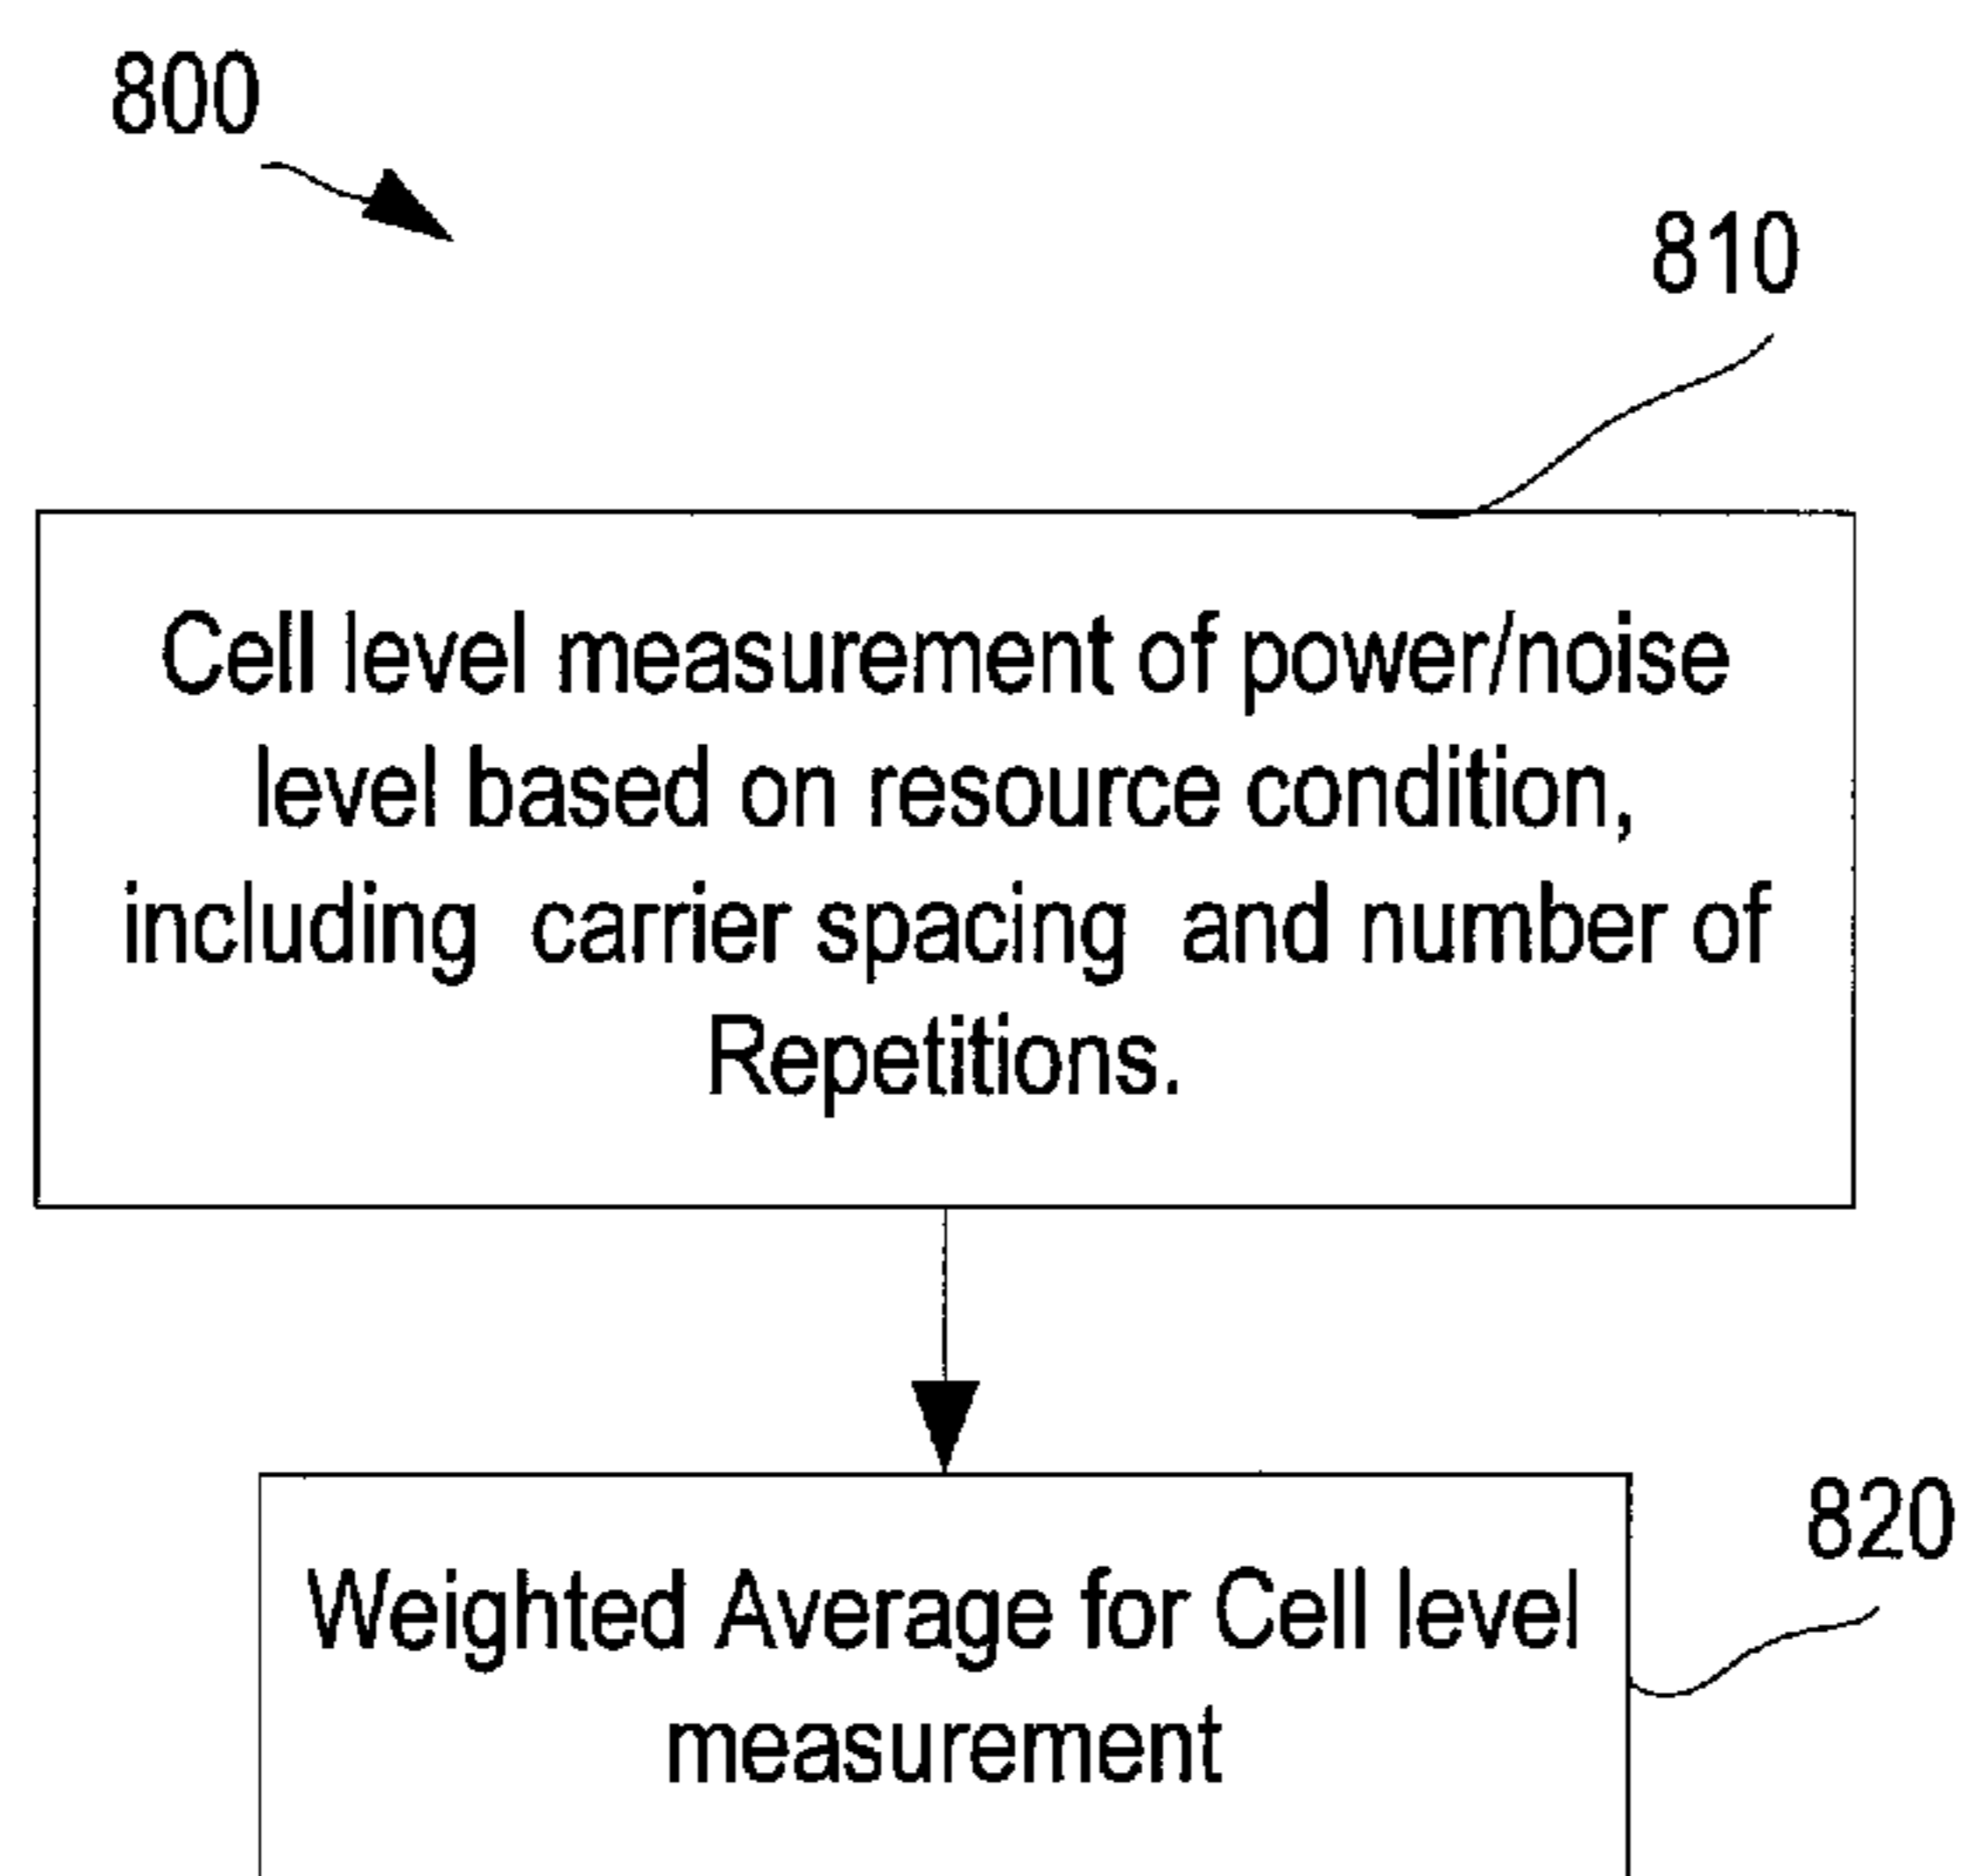 800
810
Cell level measurement of power/noise
level based on resource condition,
including carrier spacing and number of
Repetitions.
820
Weighted Average for Cell level
measurement